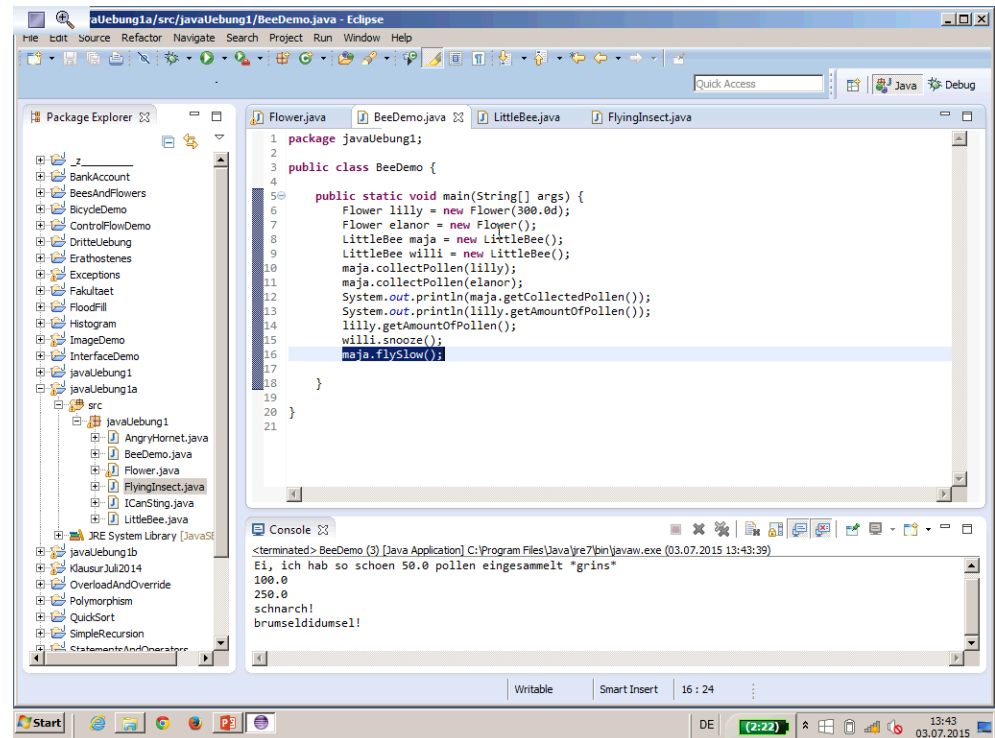 aUebung1a/src/javaUebung1/BeeDemo.java - Eclipse
File Edit Source Refactor Navigate Search Project Run Window Help
Quick Access
Java
Debug
Package Explorer
_z_________
BankAccount
BeesAndFlowers
BicycleDemo
ControlFlowDemo
DritteUebung
Erathostenes
Exceptions
Fakultaet
FloodFill
Histogram
ImageDemo
InterfaceDemo
javaUebung1
javaUebung1a
src
javaUebung1
AngryHornet.java
BeeDemo.java
Flower.java
FlyingInsect.java
ICanSting.java
LittleBee.java
JRE System Library [JavaSE
javaUebung1b
KlausurJuli2014
OverloadAndOverride
Polymorphism
QuickSort
SimpleRecursion
StatementsAndOperators
Flower.java BeeDemo.java LittleBee.java FlyingInsect.java
1 package javaUebung1;
2
3 public class BeeDemo {
4
5 public static void main(String[] args) {
6 Flower lilly = new Flower(300.0d);
7 Flower elanor = new Flower();
8 LittleBee maja = new LittleBee();
9 LittleBee willi = new LittleBee();
10 maja.collectPollen(lilly);
11 maja.collectPollen(elanor);
12 System.out.println(maja.getCollectedPollen());
13 System.out.println(lilly.getAmountOfPollen());
14 lilly.getAmountOfPollen();
15 willi.snooze();
16 maja.flySlow();
17
18 }
19
20 }
21
Console
<terminated> BeeDemo (3) [Java Application] C:\Program Files\Java\jre7\bin\javaw.exe (03.07.2015 13:43:39)
Ei, ich hab so schoen 50.0 pollen eingesammelt *grins*
100.0
250.0
schnarch!
brumseldidumsel!
Writable Smart Insert 16 : 24
Start
DE (2:22) 13:43
03.07.2015